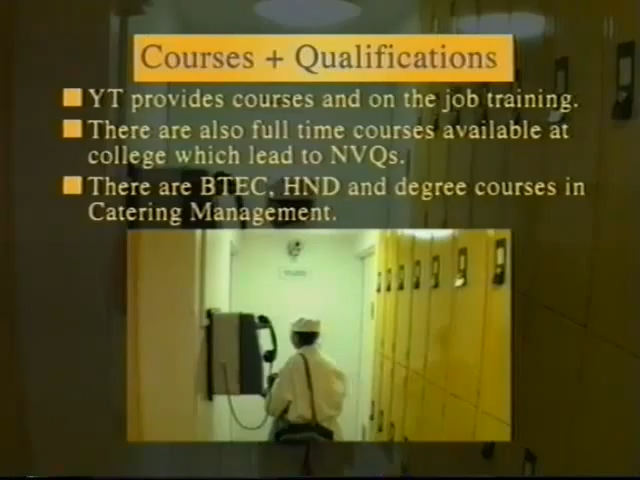 Courses + Qualifications
YT provides courses and on the job training.
There are also full time courses available at
college which lead to NVQs.
There are BTEC, HND and degree courses in
Catering Management.